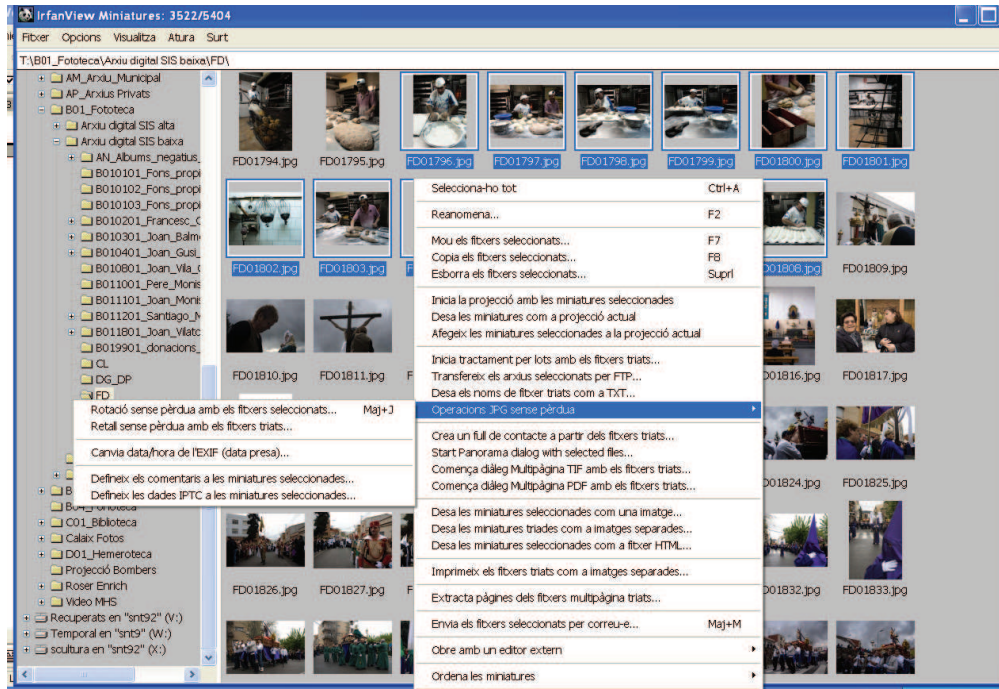 IrfanView Miniatures: 3522/5404
Fitxer Opcions Visualitza Atura Surt
T:\B01_Fototeca\Arxiu digital SIS baixa\FD\
AM_Arxiu_Municipal
AP_Arxius Privats
B01_Fototeca
Arxiu digital SIS alta
Arxiu digital SIS baixa
AN_Albums_negatius_
B010101_Fons_propi
B010102_Fons_propi
B010103_Fons_propi
B010201_Francesc_C
B010301_Joan_Balm
B010401_Joan_Gusi_
B010801_Joan_Vila_
B011001_Pere_Monis
B011101_Joan_Monis
B011201_Santiago_M
B011801_Joan_Vilatc
B019901_donacions_
CL
DG_DP
FD
C01_Biblioteca
Calaix Fotos
D01_Hemeroteca
Projecció Bombers
Roser Enrich
Video MHS
Recuperats en "snt92" (V:)
Temporal en "snt9" (W:)
scultura en "snt92" (X:)
FD01794.jpg FD01795.jpg FD01796.jpg FD01797.jpg FD01798.jpg FD01799.jpg FD01800.jpg FD01801.jpg
FD01802.jpg FD01803.jpg FD01808.jpg FD01809.jpg
FD01810.jpg FD01811.jpg D01816.jpg FD01817.jpg
D01824.jpg FD01825.jpg
FD01826.jpg FD01827.jpg D01832.jpg FD01833.jpg
Selecciona-ho tot Ctrl+A
Reanomena... F2
Mou els fitxers seleccionats... F7
Copia els fitxers seleccionats... F8
Esborra els fitxers seleccionats... Suprl
Inicia la projecció amb les miniatures seleccionades
Desa les miniatures com a projecció actual
Afegeix les miniatures seleccionades a la projecció actual
Inicia tractament per lots amb els fitxers triats...
Transfereix els arxius seleccionats per FTP...
Desa els noms de fitxer triats com a TXT...
Operacions JPG sense pèrdua
Crea un full de contacte a partir dels fitxers triats...
Start Panorama dialog with selected files...
Comença diàleg Multipàgina TIF amb els fitxers triats...
Comença diàleg Multipàgina PDF amb els fitxers triats...
Desa les miniatures seleccionades com una imatge...
Desa les miniatures triades com a imatges separades...
Desa les miniatures seleccionades com a fitxer HTML...
Imprimeix els fitxers triats com a imatges separades...
Extracta pàgines dels fitxers multipàgina triats...
Envia els fitxers seleccionats per correu-e... Maj+M
Obre amb un editor extern
Ordena les miniatures
Rotació sense pèrdua amb els fitxers seleccionats... Maj+J
Retall sense pèrdua amb els fitxers triats...
Canvia data/hora de l'EXIF (data presa)...
Defineix els comentaris a les miniatures seleccionades...
Defineix les dades IPTC a les miniatures seleccionades...